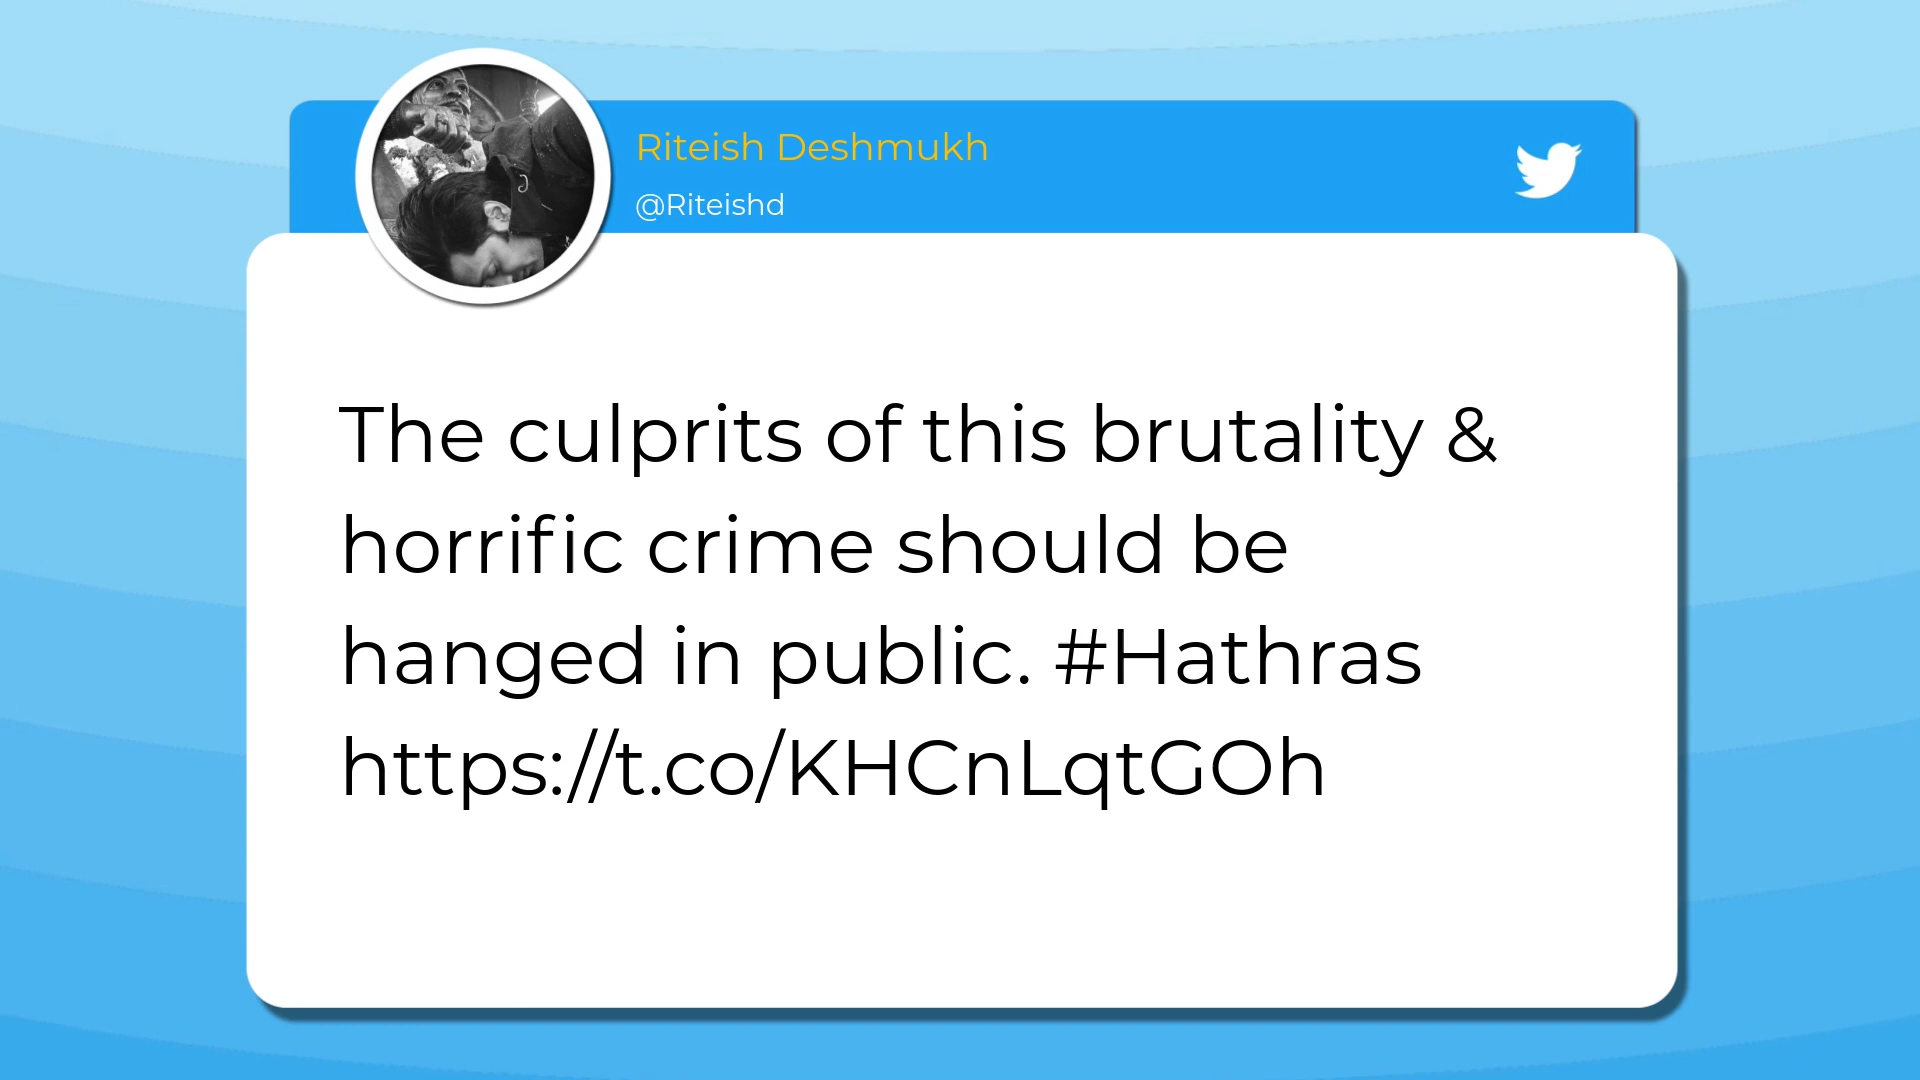 Riteish Deshmukh
@Riteishd
The culprits of this brutality &
horrific crime should be
hanged in public. #Hathras
https://t.co/KHCnLqtGOh